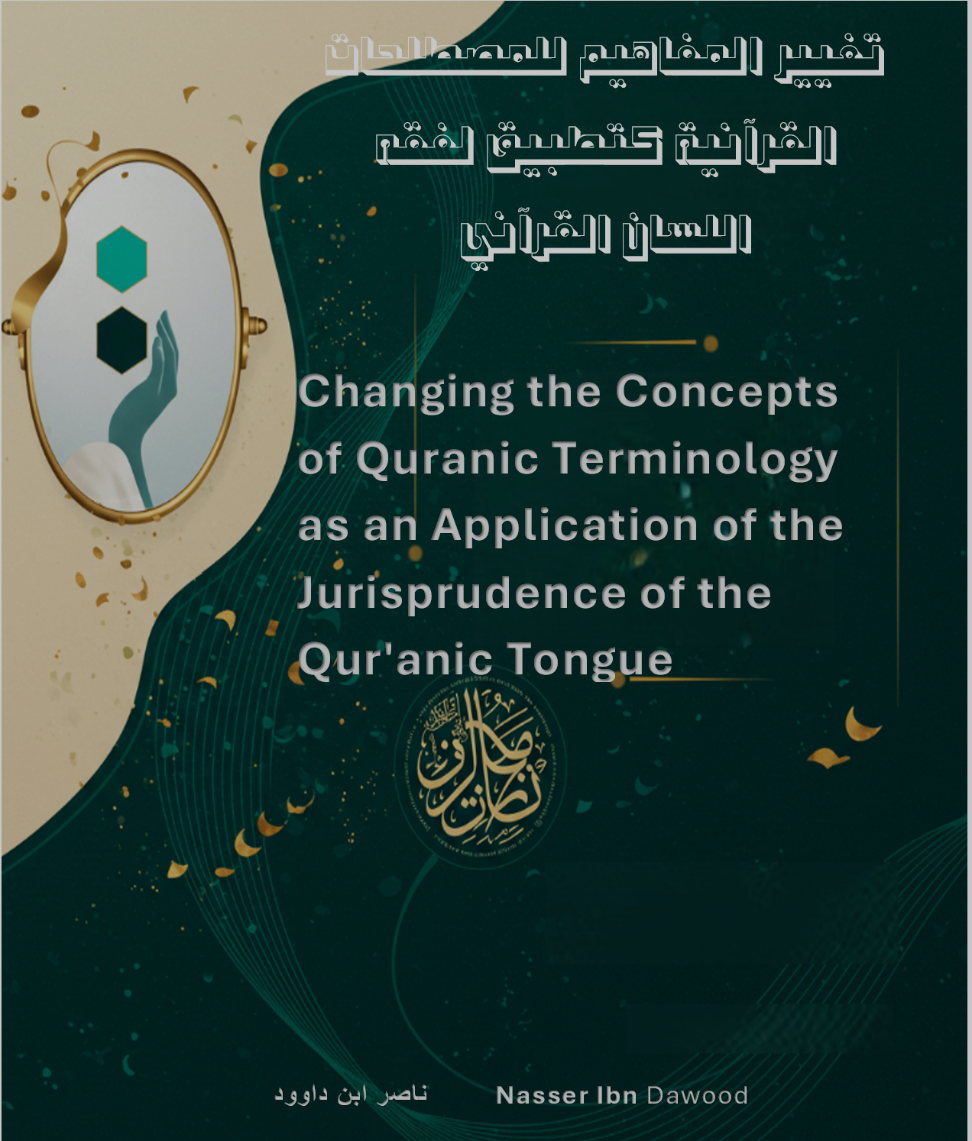 تغيير المفاهيم للمصطلحات
القرآنية كتطبيق لفقه
اللسان القرآني
Changing the Concepts
of Quranic Terminology
as an Application of the
Jurisprudence of the
Qur'anic Tongue
ناصر ابن داوود
Nasser Ibn Dawood